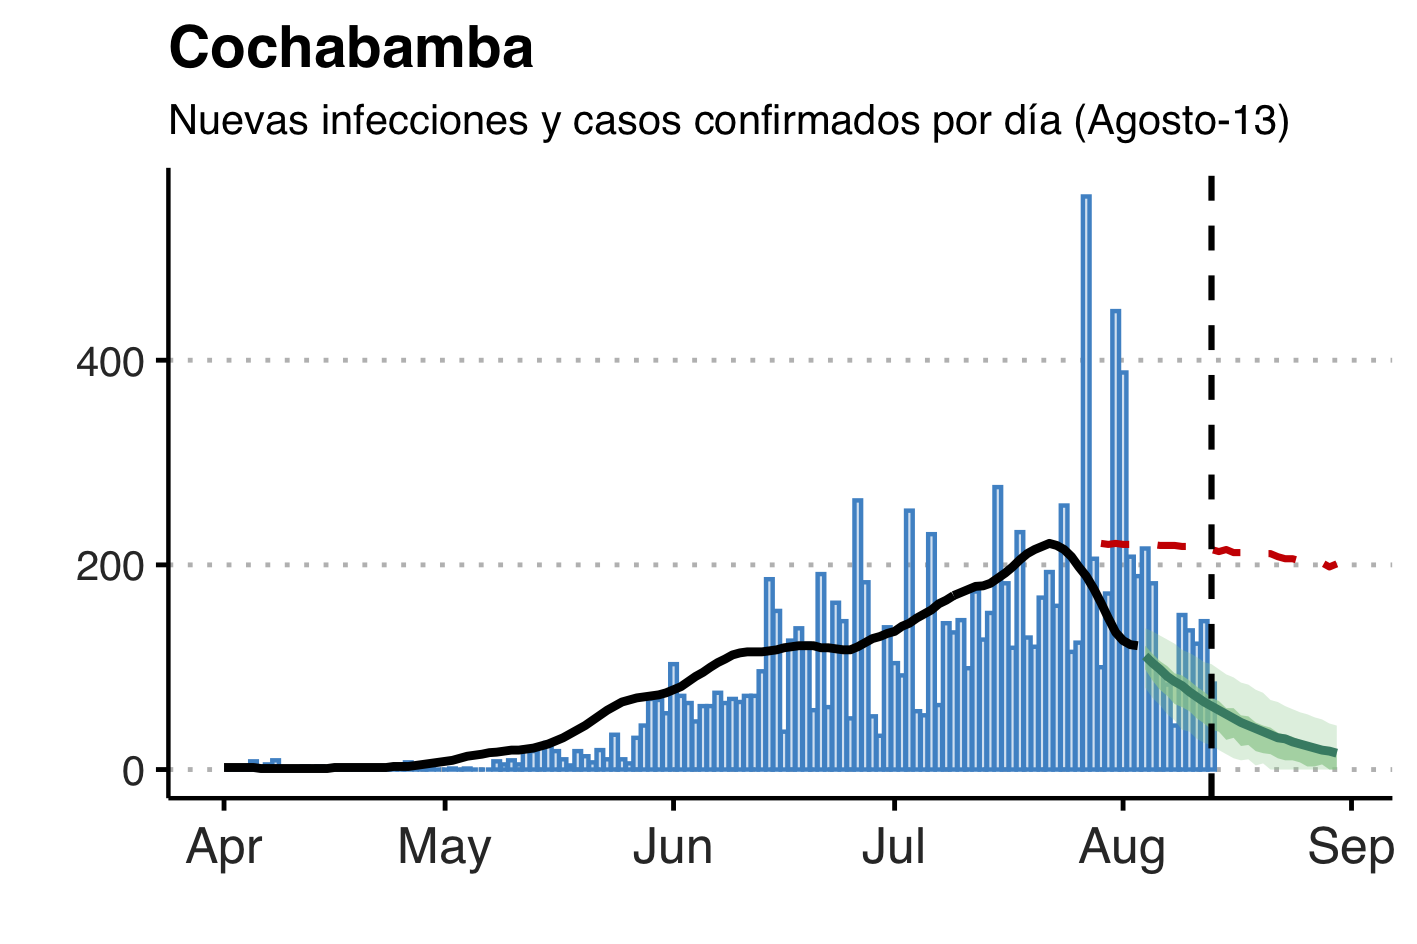 Cochabamba
Nuevas infecciones y casos confirmados por día (Agosto-13)
400
200
0
Apr May Jun Jul Aug Sep